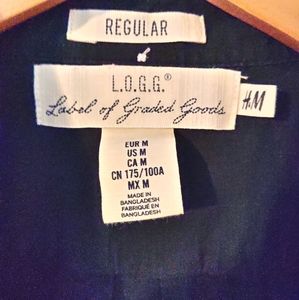 REGULAR
L.O.G.G.®
Label of Graded Goods
H&M
EUR M
US M
CA M
CN 175/100A
MX M
MADE IN
BANGLADESH
FABRIQUÉ EN
BANGLADESH